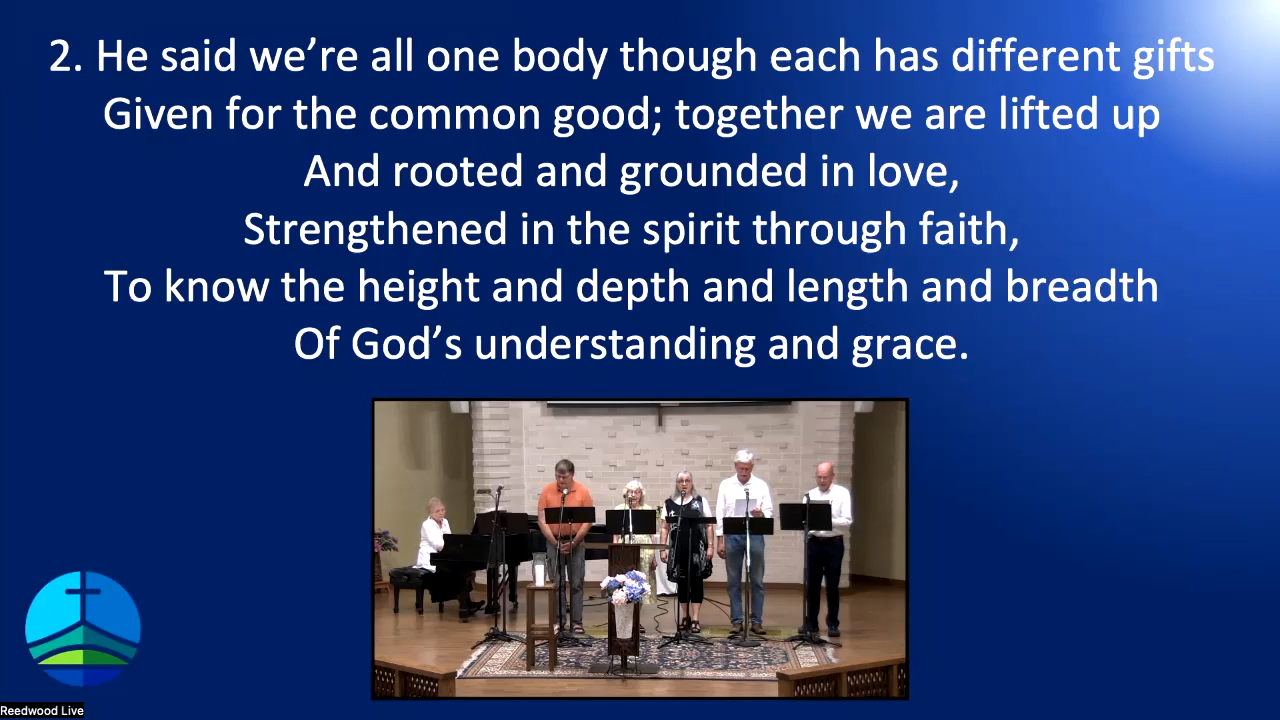 2. He said we’re all one body though each has different gifts
Given for the common good; together we are lifted up
And rooted and grounded in love,
Strengthened in the spirit through faith,
To know the height and depth and length and breadth
Of God’s understanding and grace.
Reedwood Live